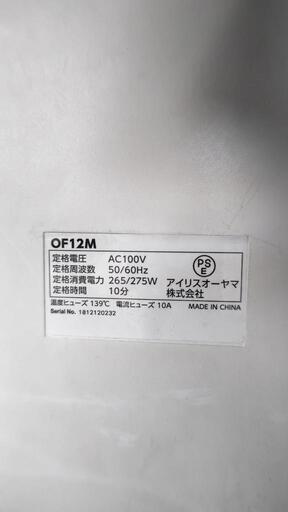 OF12M
定格電圧 AC100V
定格周波数 50/60Hz
定格消費電力 265/275W
定格時間 10分
PS
E
アイリスオーヤマ
株式会社
温度ヒューズ 139℃ 電流ヒューズ 10A MADE IN CHINA
Serial No. 1812120232